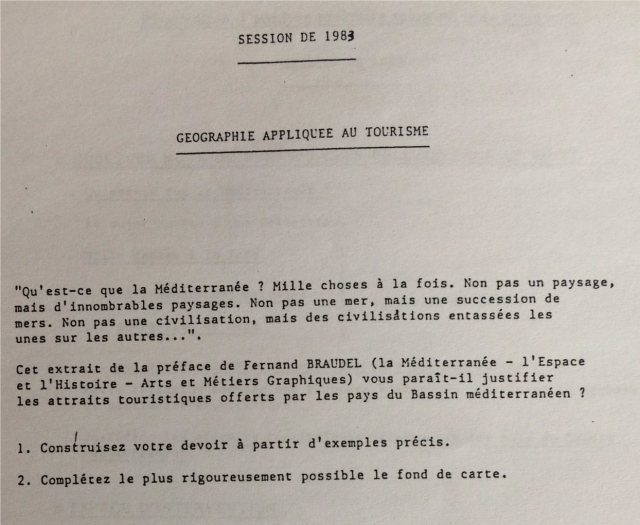 SESSION DE 1983
GEOGRAPHIE APPLIQUEE AU TOURISME
"Qu'est-ce que la Méditerranée ? Mille choses à la fois. Non pas un paysage,
mais d'innombrables paysages. Non pas une mer, mais une succession de
mers. Non pas une civilisation, mais des civilisations entassées les
unes sur les autres...".
Cet extrait de la préface de Fernand BRAUDEL (la Méditerranée - l'Espace
et l'Histoire - Arts et Métiers Graphiques) vous paraît-il justifier
les attraits touristiques offerts par les pays du Bassin méditerranéen ?
1. Construisez votre devoir à partir d'exemples précis.
2. Complétez le plus rigoureusement possible le fond de carte.